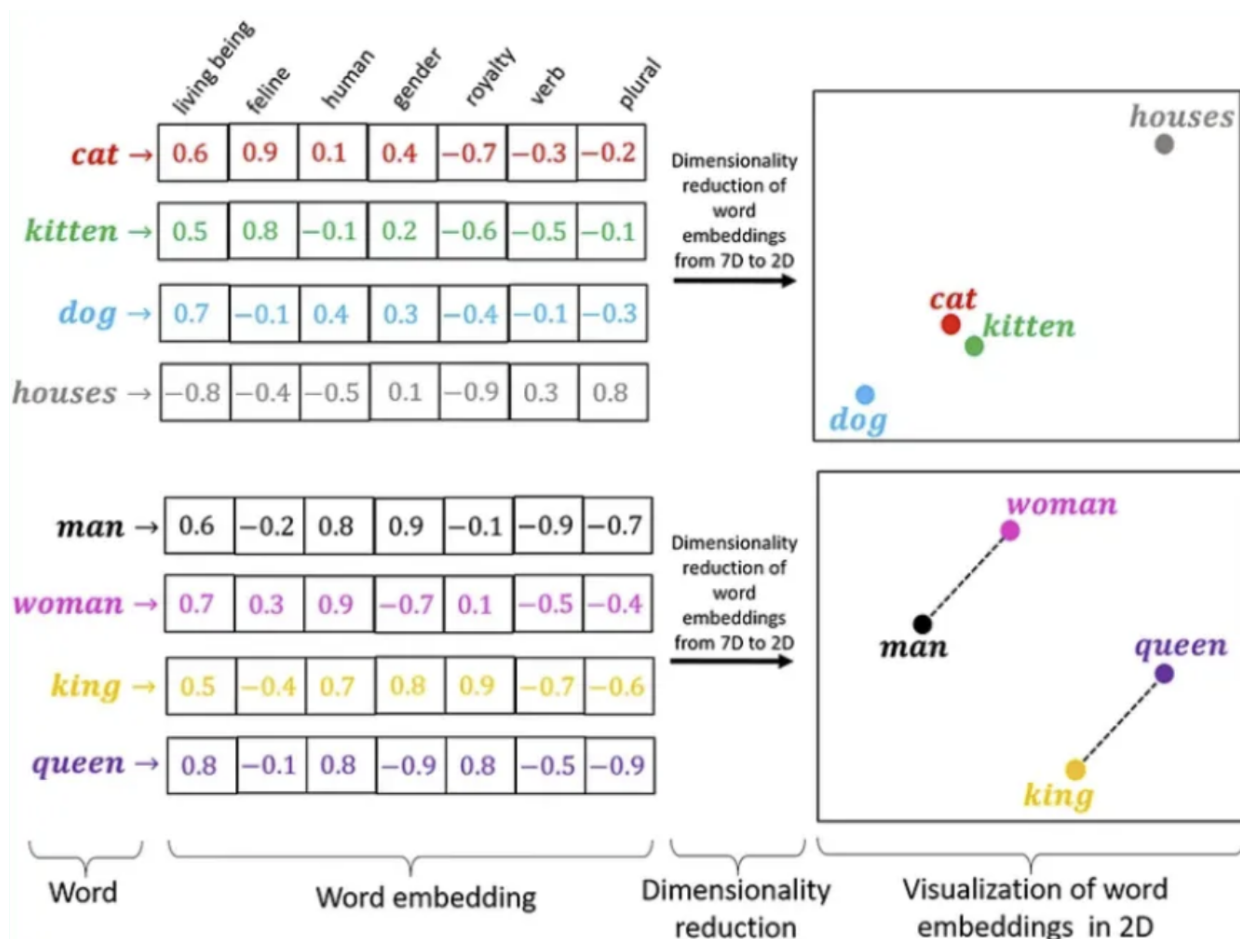 living being feline human gender royalty verb plural
cat → 0.6 0.9 0.1 0.4 −0.7 −0.3 −0.2
kitten → 0.5 0.8 −0.1 0.2 −0.6 −0.5 −0.1
dog → 0.7 −0.1 0.4 0.3 −0.4 −0.1 −0.3
houses → −0.8 −0.4 −0.5 0.1 −0.9 0.3 0.8
Dimensionality
reduction of
word
embeddings
from 7D to 2D
houses
cat
kitten
dog
man → 0.6 −0.2 0.8 0.9 −0.1 −0.9 −0.7
woman → 0.7 0.3 0.9 −0.7 0.1 −0.5 −0.4
king → 0.5 −0.4 0.7 0.8 0.9 −0.7 −0.6
queen → 0.8 −0.1 0.8 −0.9 0.8 −0.5 −0.9
Dimensionality
reduction of
word
embeddings
from 7D to 2D
woman
man
queen
king
Word
Word embedding
Dimensionality
reduction
Visualization of word
embeddings in 2D